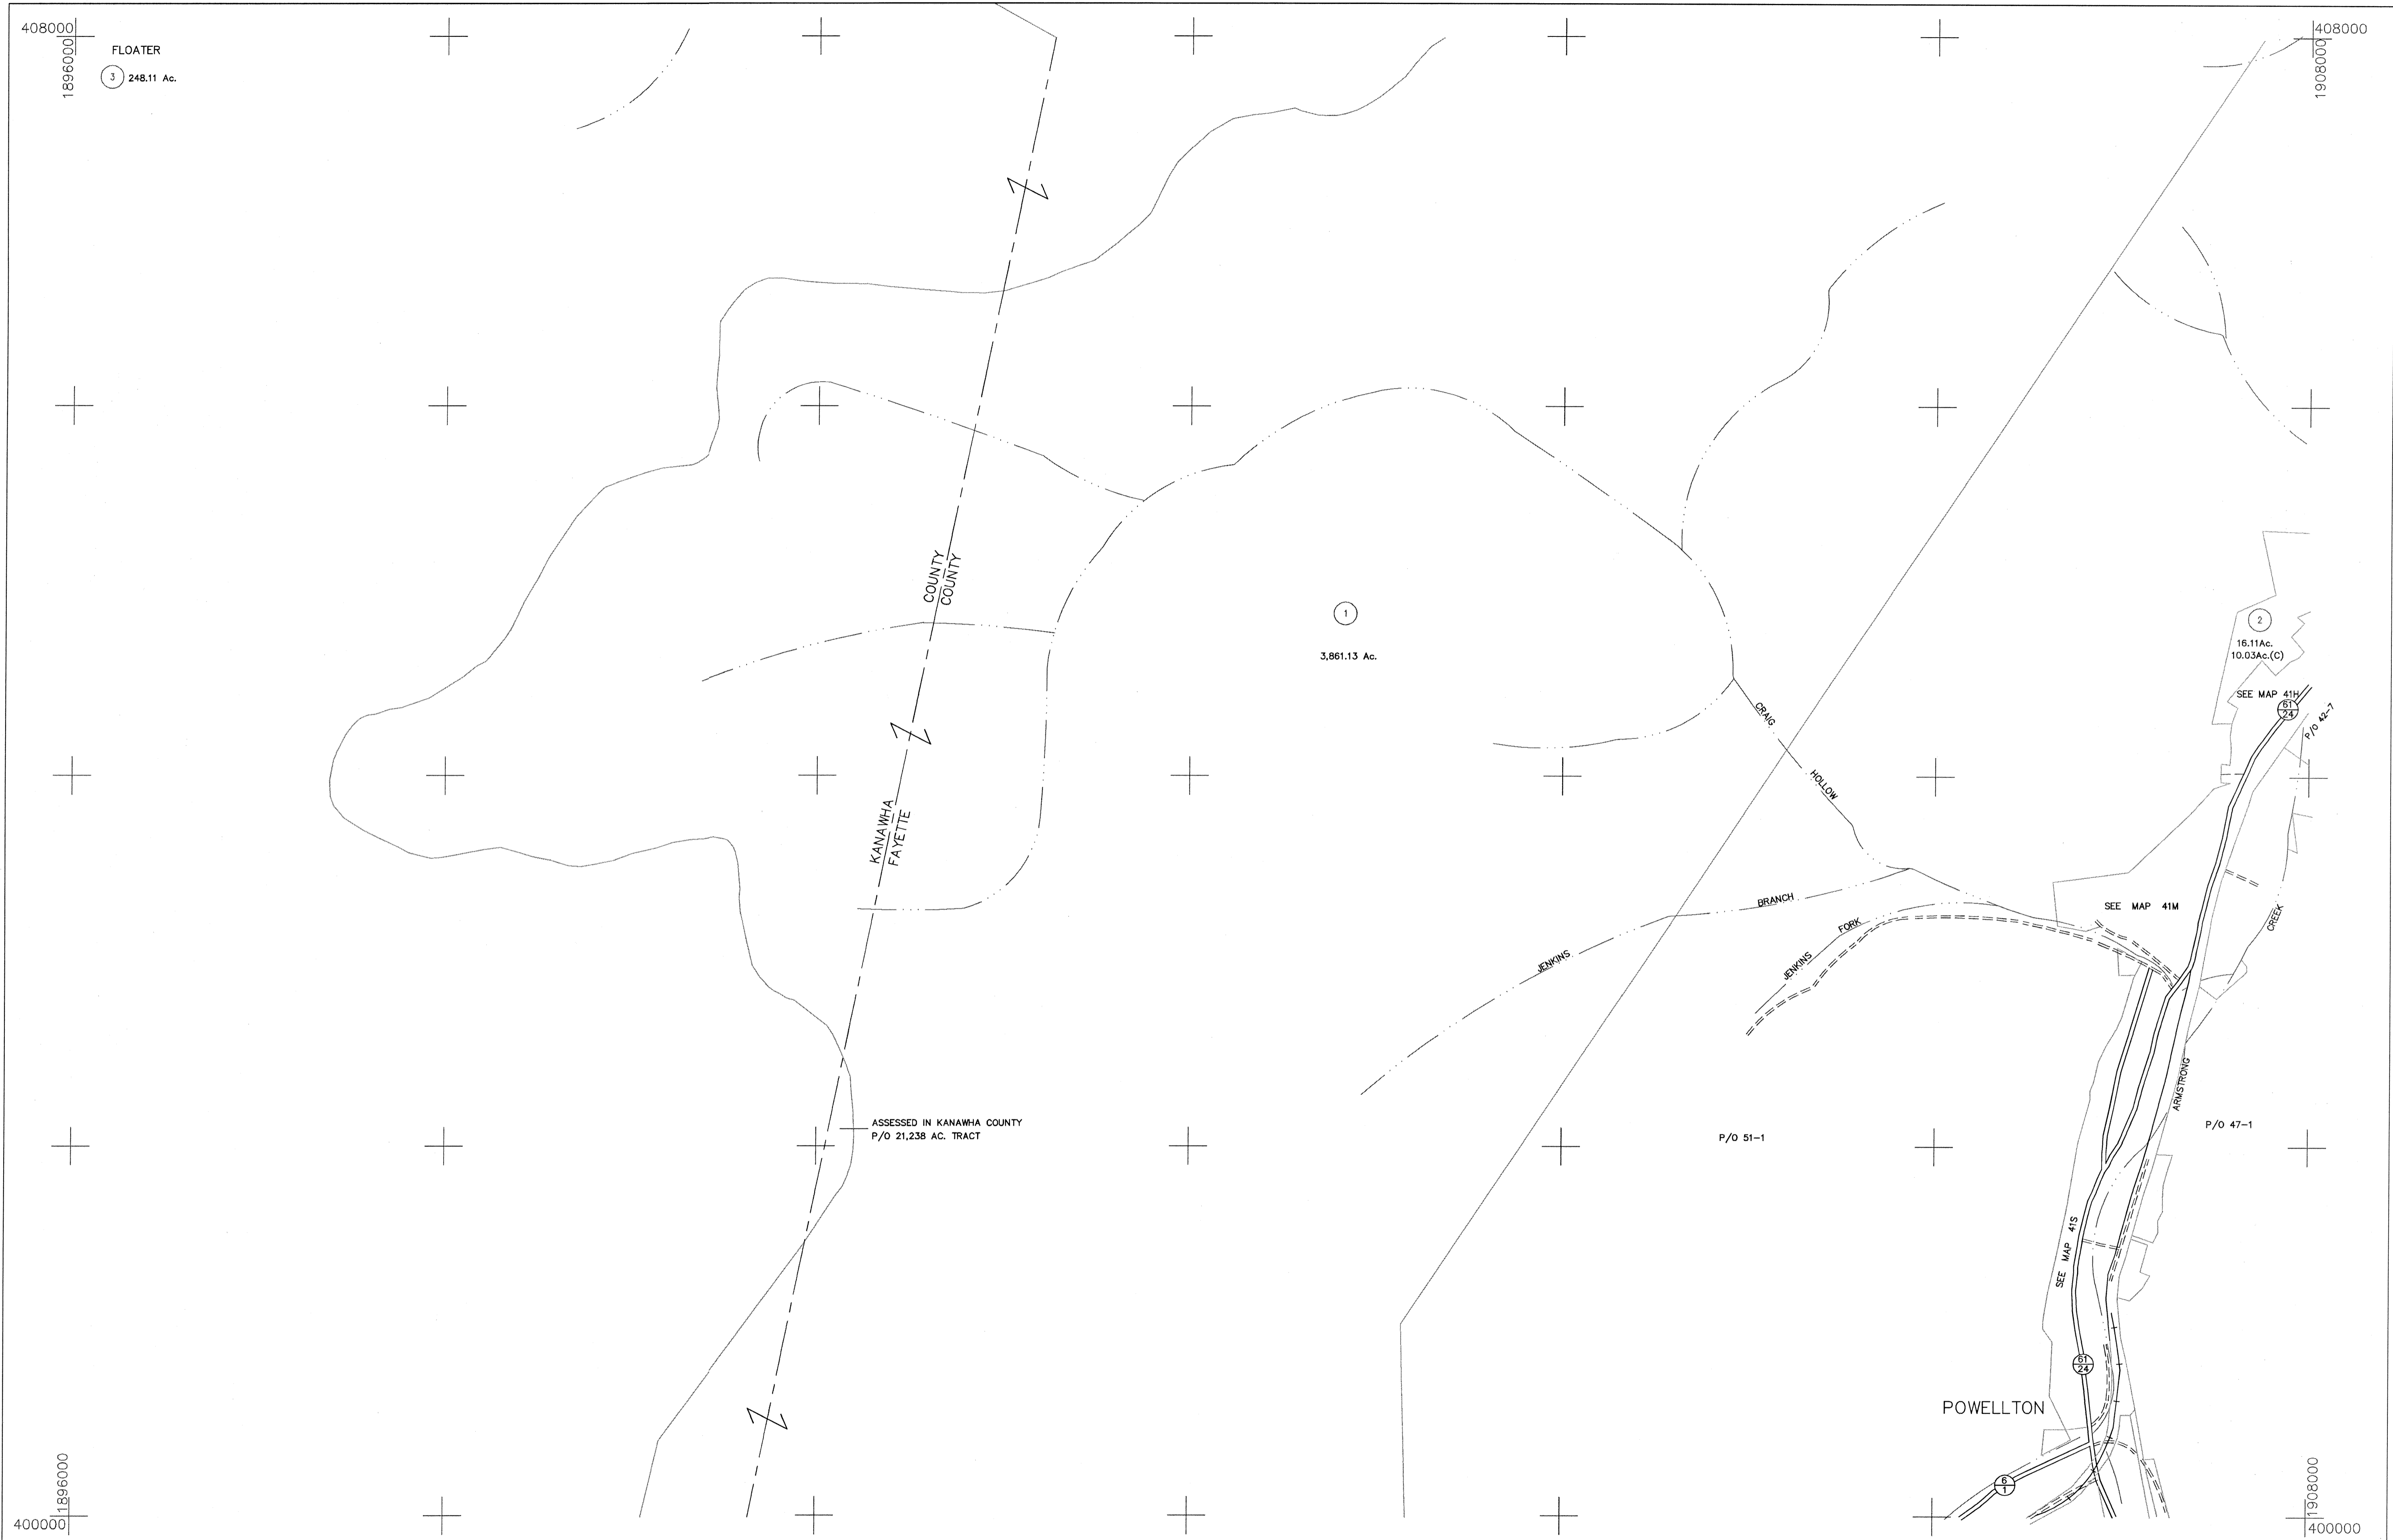 408000
1896000
FLOATER
3 248.11 Ac.
408000
1908000
COUNTY
COUNTY
1
3,861.13 Ac.
2
16.11Ac.
10.03Ac.(C)
SEE MAP 41H
61
24
P/O 42-7
CRAIG
HOLLOW
KANAWHA
FAYETTE
BRANCH
JENKINS
FORK
JENKINS
SEE MAP 41M
CREEK
ARMSTRONG
ASSESSED IN KANAWHA COUNTY
P/O 21,238 AC. TRACT
P/O 51-1
P/O 47-1
SEE MAP 41S
61
24
POWELLTON
6
1
1896000
400000
1908000
400000